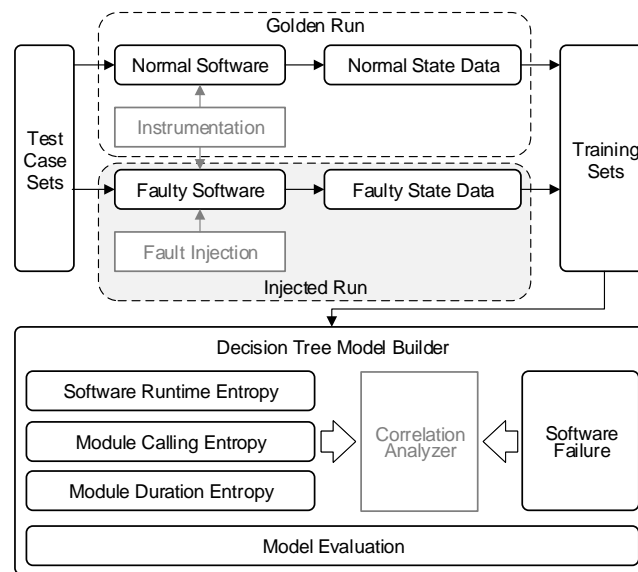 Golden Run
Normal Software
Normal State Data
Instrumentation
Test
Case
Sets
Training
Sets
Faulty Software
Faulty State Data
Fault Injection
Injected Run
Decision Tree Model Builder
Software Runtime Entropy
Module Calling Entropy
Module Duration Entropy
Correlation
Analyzer
Software
Failure
Model Evaluation